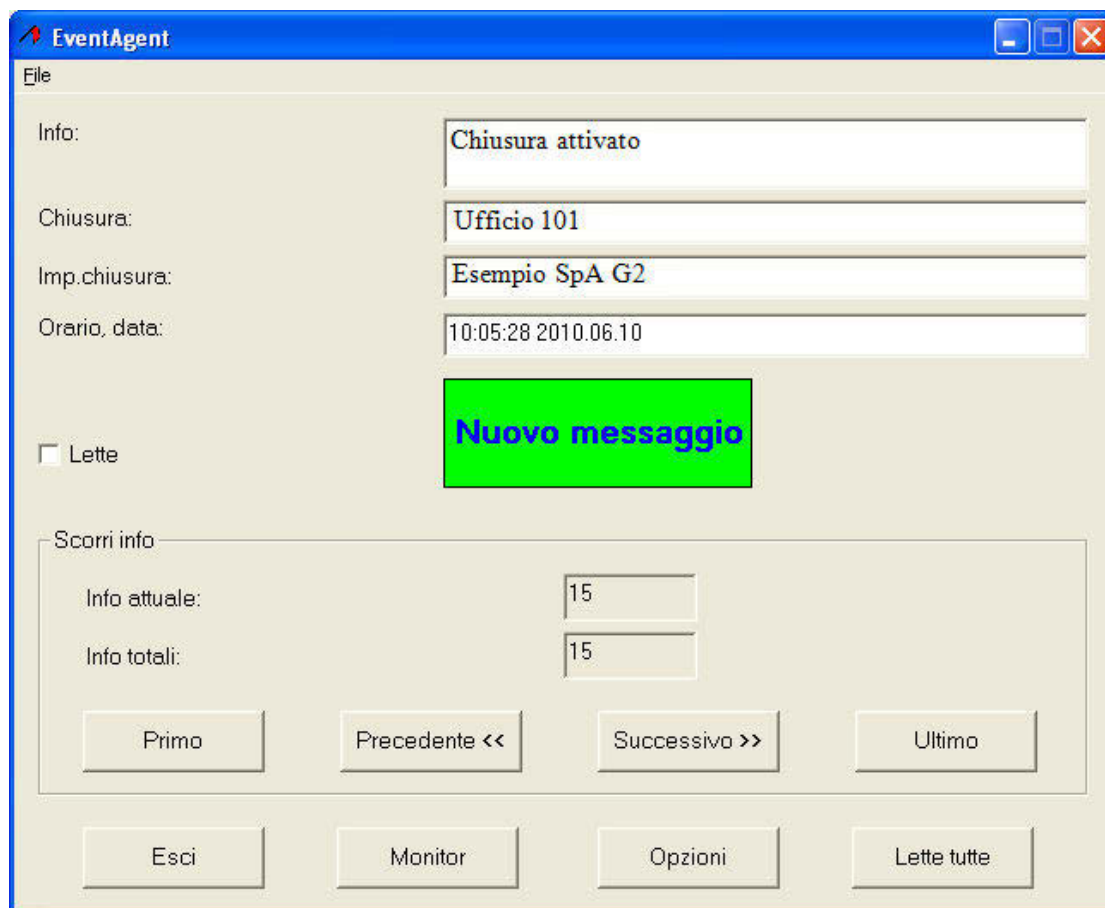 EventAgent
File
Info:
Chiusura attivato
Chiusura:
Ufficio 101
Imp.chiusura:
Esempio SpA G2
Orario, data:
10:05:28 2010.06.10
Nuovo messaggio
Lette
Scorri info
Info attuale:
15
Info totali:
15
Primo
Precedente <<
Successivo >>
Ultimo
Esci
Monitor
Opzioni
Lette tutte